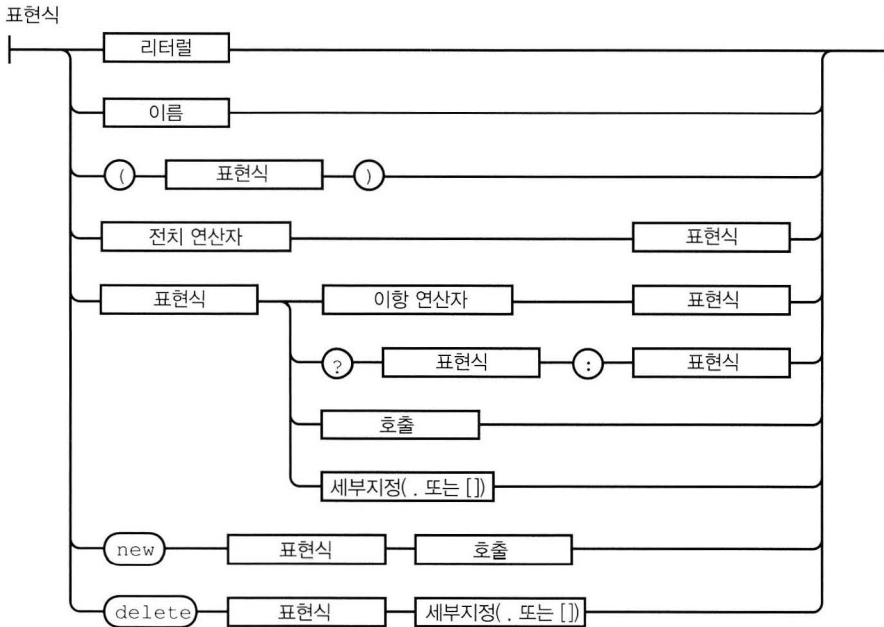 표현식
리터럴
이름
( 표현식 )
전치 연산자 표현식
표현식 이항 연산자 표현식
? 표현식 : 표현식
호출
세부지정( . 또는 [])
new 표현식 호출
delete 표현식 세부지정( . 또는 [])